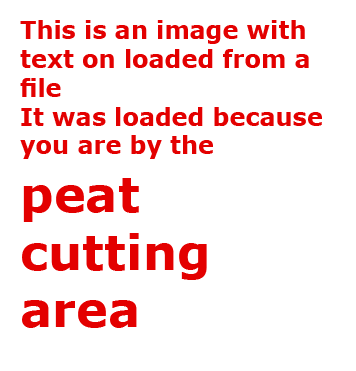 This is an image with
text on loaded from a
file
It was loaded because
you are by the
peat
cutting
area